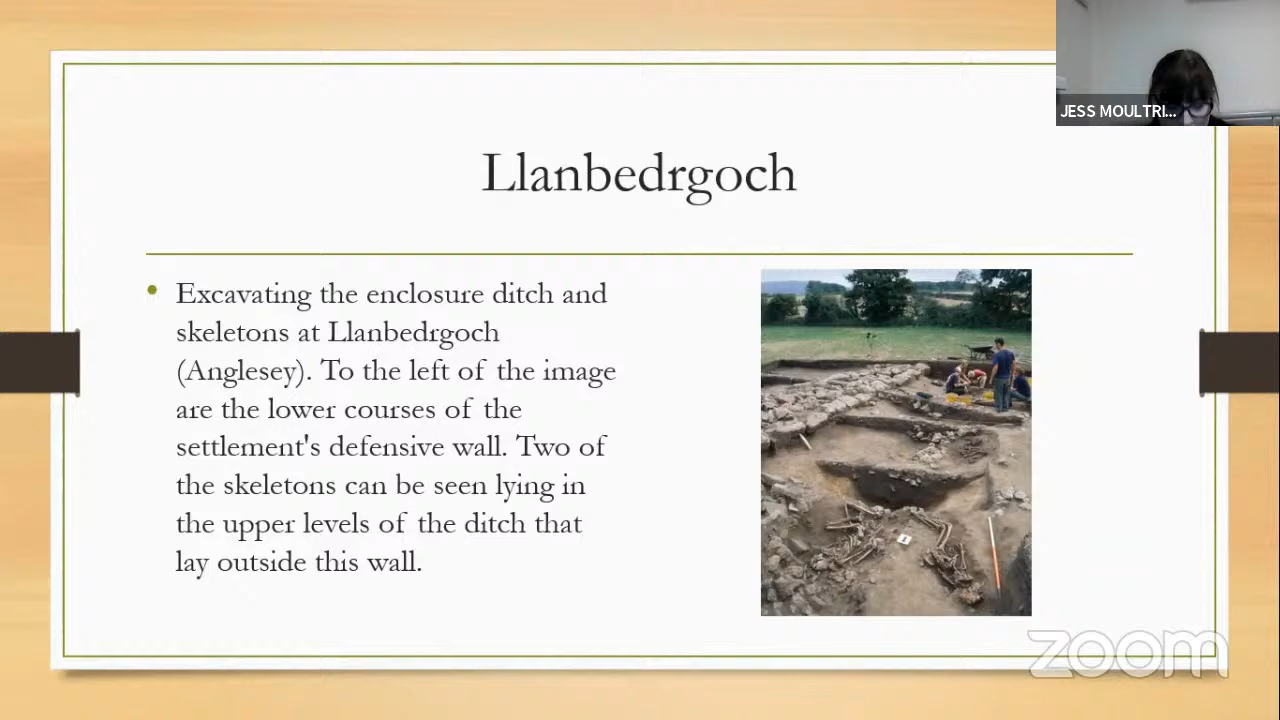 JESS MOULTRI...
Llanbedrgoch
• Excavating the enclosure ditch and
skeletons at Llanbedrgoch
(Anglesey). To the left of the image
are the lower courses of the
settlement's defensive wall. Two of
the skeletons can be seen lying in
the upper levels of the ditch that
lay outside this wall.
1
zoom